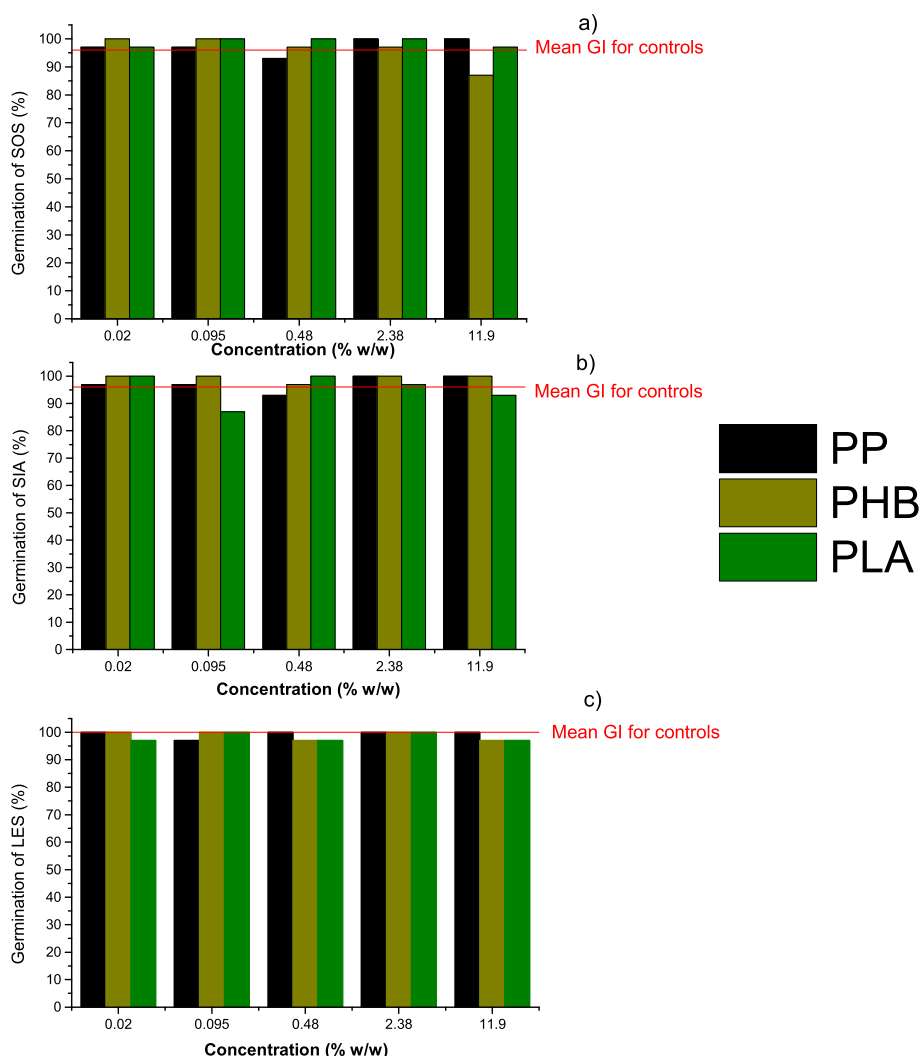 a)
Mean GI for controls
Germination of SOS (%)
100
90
80
70
60
50
40
30
20
10
0
0.02 0.095 0.48 2.38 11.9
Concentration (% w/w)
b)
Mean GI for controls
Germination of SIA (%)
100
90
80
70
60
50
40
30
20
10
0
0.02 0.095 0.48 2.38 11.9
Concentration (% w/w)
PP
PHB
PLA
c)
Mean GI for controls
Germination of LES (%)
100
90
80
70
60
50
40
30
20
10
0
0.02 0.095 0.48 2.38 11.9
Concentration (% w/w)